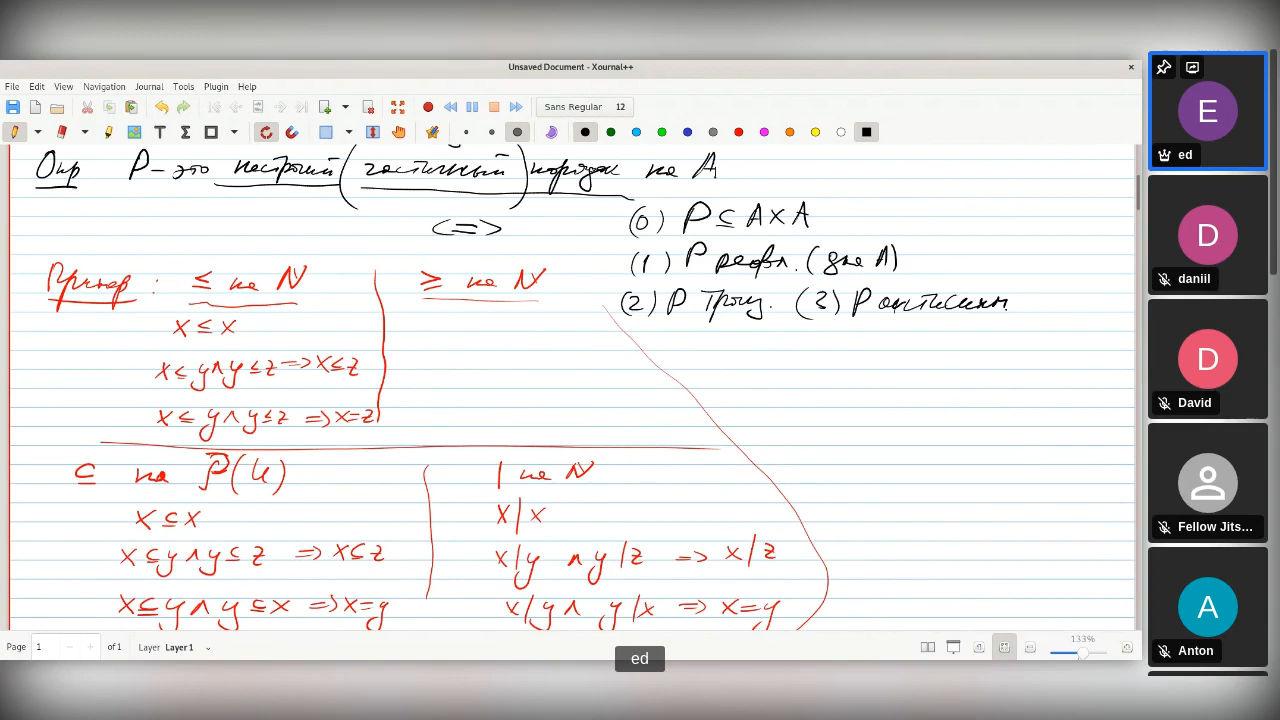 Unsaved Document - Xournal++
File Edit View Navigation Journal Tools Plugin Help
Sans Regular 12
Опр P – это нестрогий (частичный) порядок на A
<=>
(0) P ⊆ A × A
(1) P рефл. (для A)
(2) P транз. (3) P антисимм.
Пример : ≤ на N
≥ на N
x ≤ x
x ≤ y ∧ y ≤ z => x ≤ z
x ≤ y ∧ y ≤ z => x = z
⊆ на P(U)
| на N
x ⊆ x
x | x
x ⊆ y ∧ y ⊆ z => x ⊆ z
x | y ∧ y | z => x | z
x ⊆ y ∧ y ⊆ x => x = y
x | y ∧ y | x => x = y
Page 1 of 1 Layer Layer 1
133%
ed
E
ed
D
daniil
D
David
Fellow Jits...
A
Anton